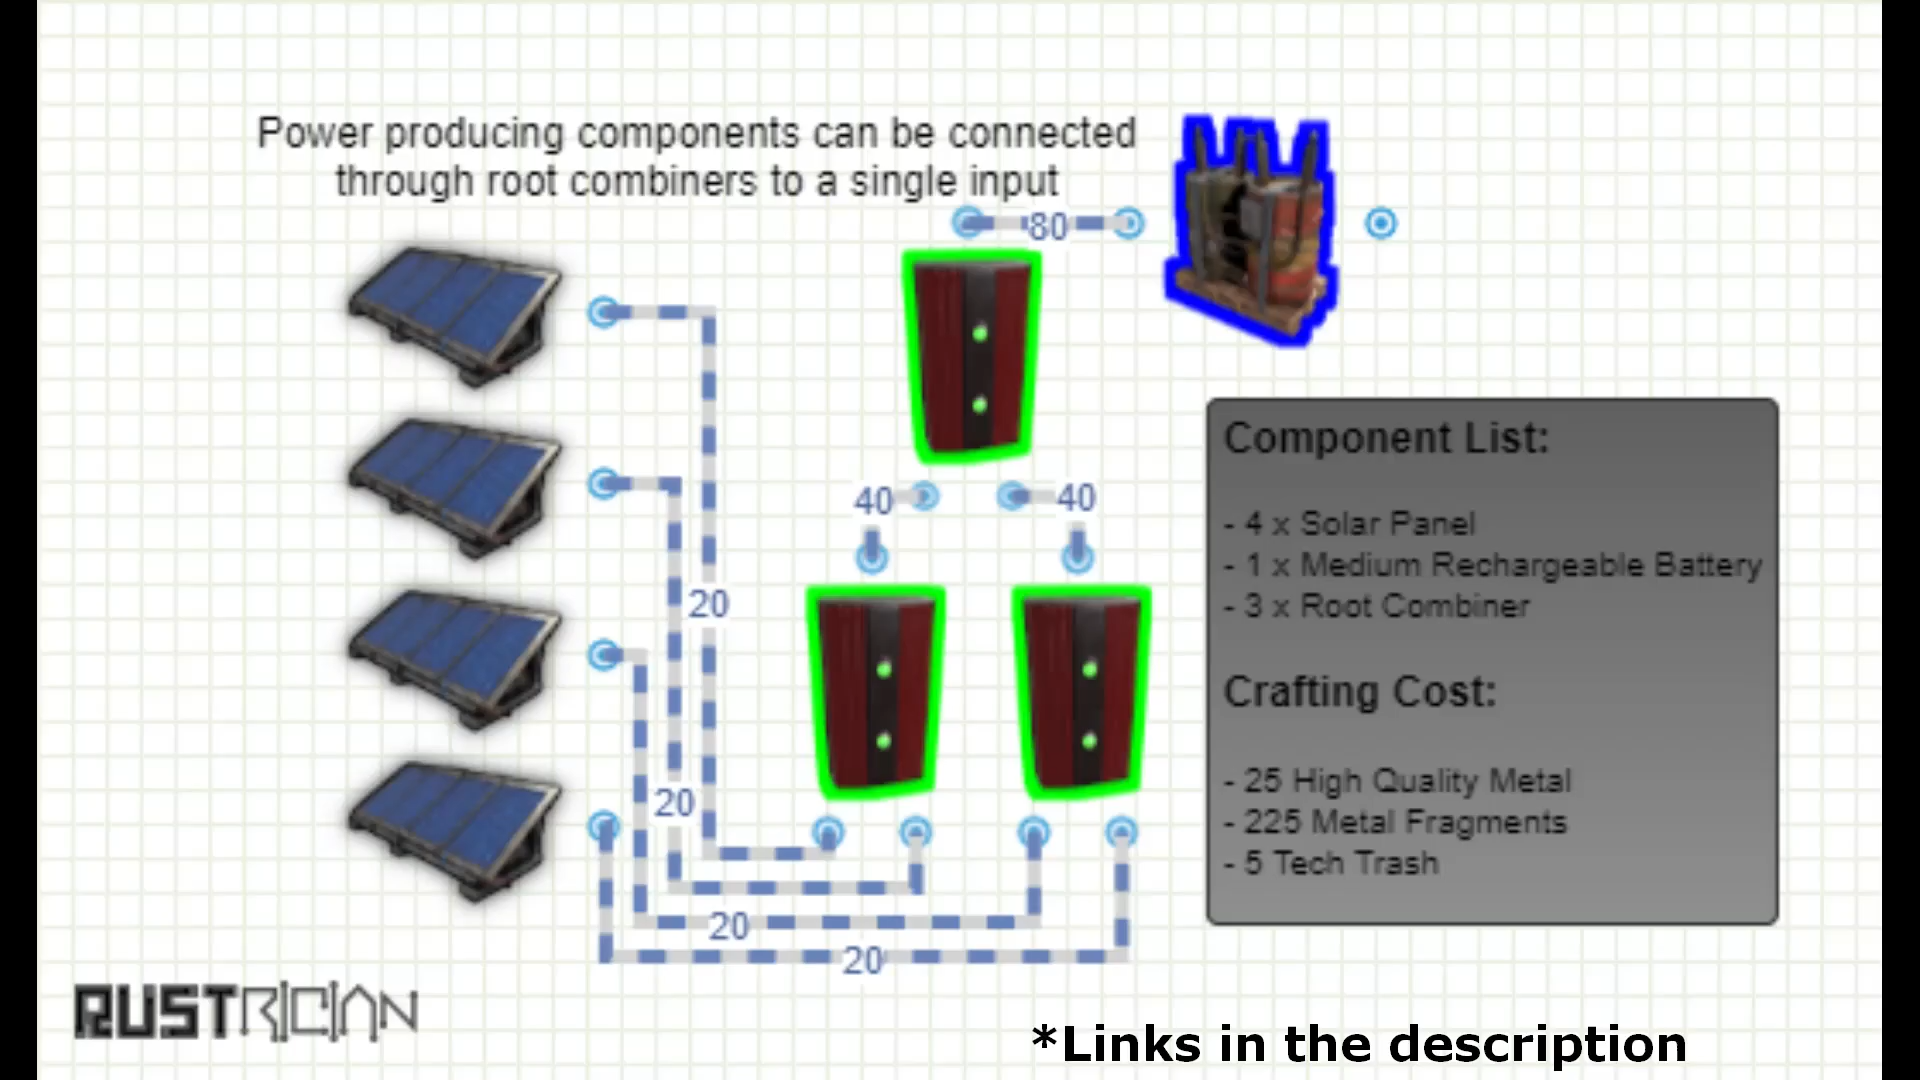 Power producing components can be connected
through root combiners to a single input
80
40
40
20
20
20
20
Component List:
- 4 x Solar Panel
- 1 x Medium Rechargeable Battery
- 3 x Root Combiner
Crafting Cost:
- 25 High Quality Metal
- 225 Metal Fragments
- 5 Tech Trash
RUSTRICIAN
*Links in the description